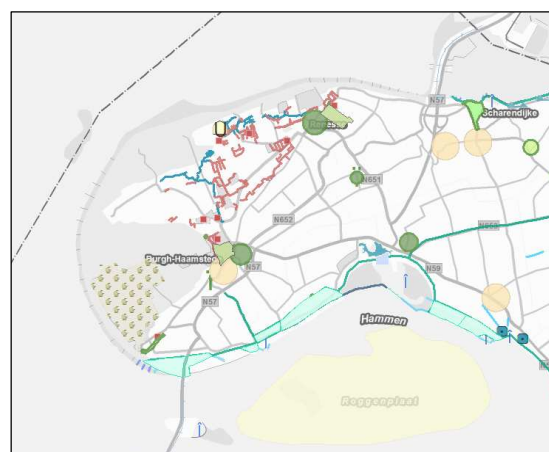 N57
Scharendijke
N651
N652
Burgh-Haamstede
N57
N59
N57
Hammen
Roggenplaat